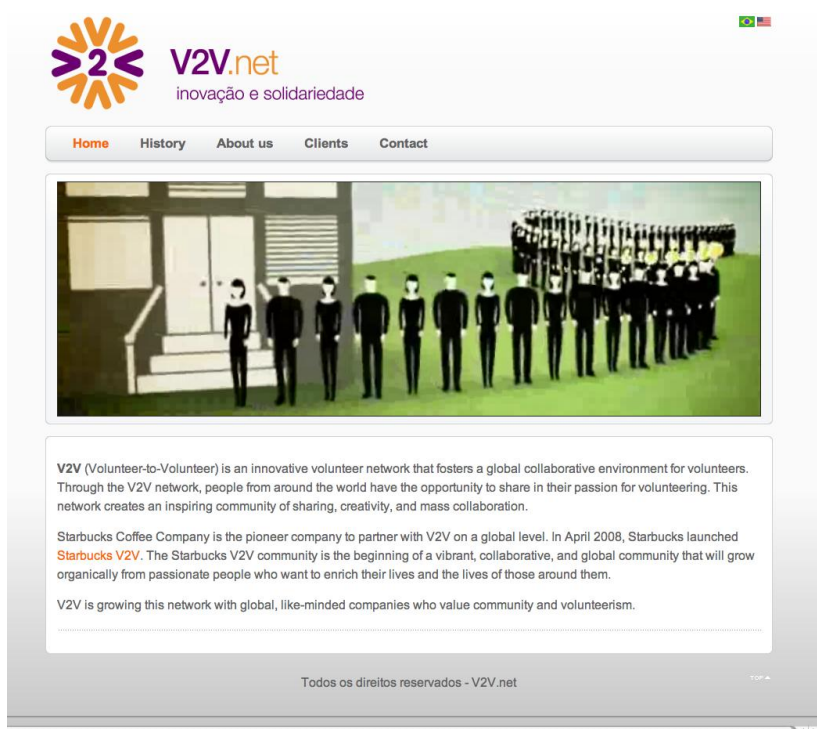 >2<
V2V.net
inovação e solidariedade
Home History About us Clients Contact
V2V (Volunteer-to-Volunteer) is an innovative volunteer network that fosters a global collaborative environment for volunteers.
Through the V2V network, people from around the world have the opportunity to share in their passion for volunteering. This
network creates an inspiring community of sharing, creativity, and mass collaboration.
Starbucks Coffee Company is the pioneer company to partner with V2V on a global level. In April 2008, Starbucks launched
Starbucks V2V. The Starbucks V2V community is the beginning of a vibrant, collaborative, and global community that will grow
organically from passionate people who want to enrich their lives and the lives of those around them.
V2V is growing this network with global, like-minded companies who value community and volunteerism.
Todos os direitos reservados - V2V.net
TOP